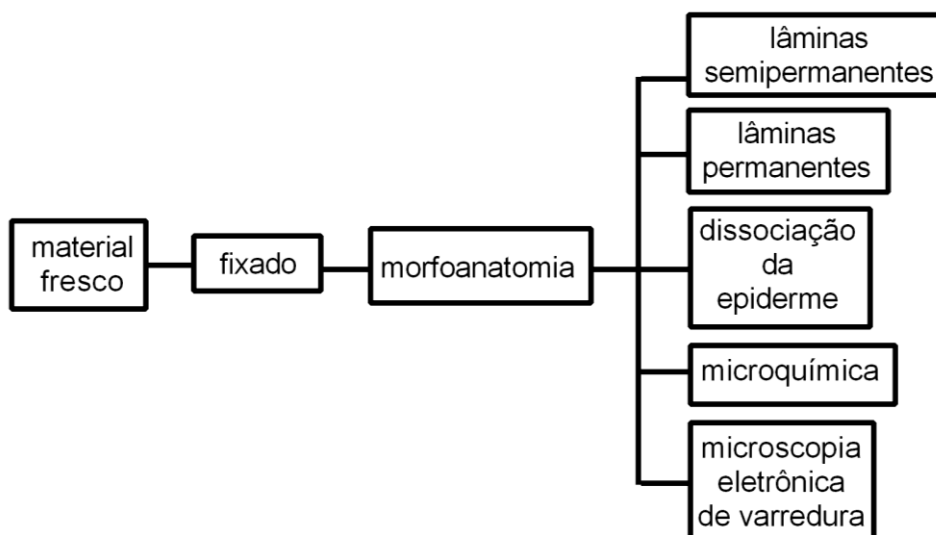 material
fresco
fixado
morfoanatomia
lâminas
semipermanentes
lâminas
permanentes
dissociação
da
epiderme
microquímica
microscopia
eletrônica
de varredura